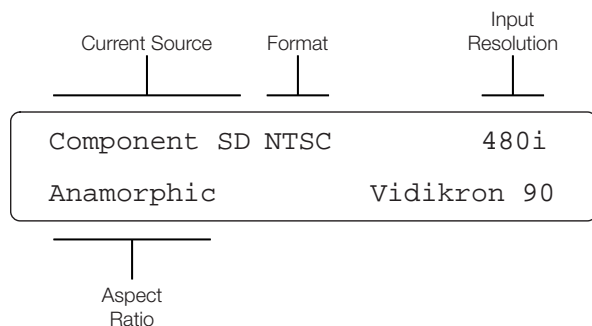 Current Source
Format
Input
Resolution
Component SD NTSC 480i
Anamorphic Vidikron 90
Aspect
Ratio